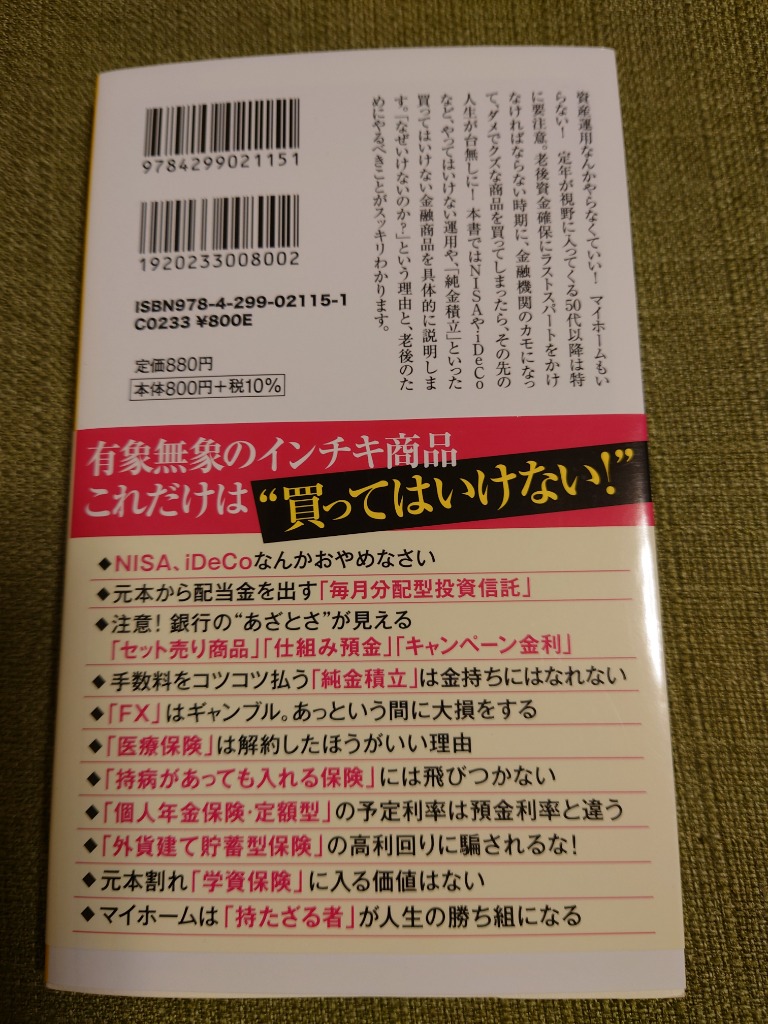 資産運用なんかやらなくていい! マイホームもい
らない! 定年が視野に入ってくる50代以降は特
に要注意。老後資金確保にラストスパートをかけ
なければならない時期に、金融機関のカモになっ
て、ダメでクズな商品を買ってしまったら、その先の
人生が台無しに! 本書ではNISAやiDeCo
など、やってはいけない運用や、「純金積立」といった
買ってはいけない金融商品を具体的に説明しま
す。「なぜいけないのか?」という理由と、老後のた
めにやるべきことがスッキリわかります。
9784299021151
1920233008002
ISBN978-4-299-02115-1
C0233 ¥800E
定価880円
本体800円+税10%
有象無象のインチキ商品
これだけは“買ってはいけない!”
◆NISA、iDeCoなんかおやめなさい
◆元本から配当金を出す「毎月分配型投資信託」
◆注意! 銀行の“あざとさ”が見える
「セット売り商品」「仕組み預金」「キャンペーン金利」
◆手数料をコツコツ払う「純金積立」は金持ちにはなれない
◆「FX」はギャンブル。あっという間に大損をする
◆「医療保険」は解約したほうがいい理由
◆「持病があっても入れる保険」には飛びつかない
◆「個人年金保険・定額型」の予定利率は預金利率と違う
◆「外貨建て貯蓄型保険」の高利回りに騙されるな!
◆元本割れ「学資保険」に入る価値はない
◆マイホームは「持たざる者」が人生の勝ち組になる